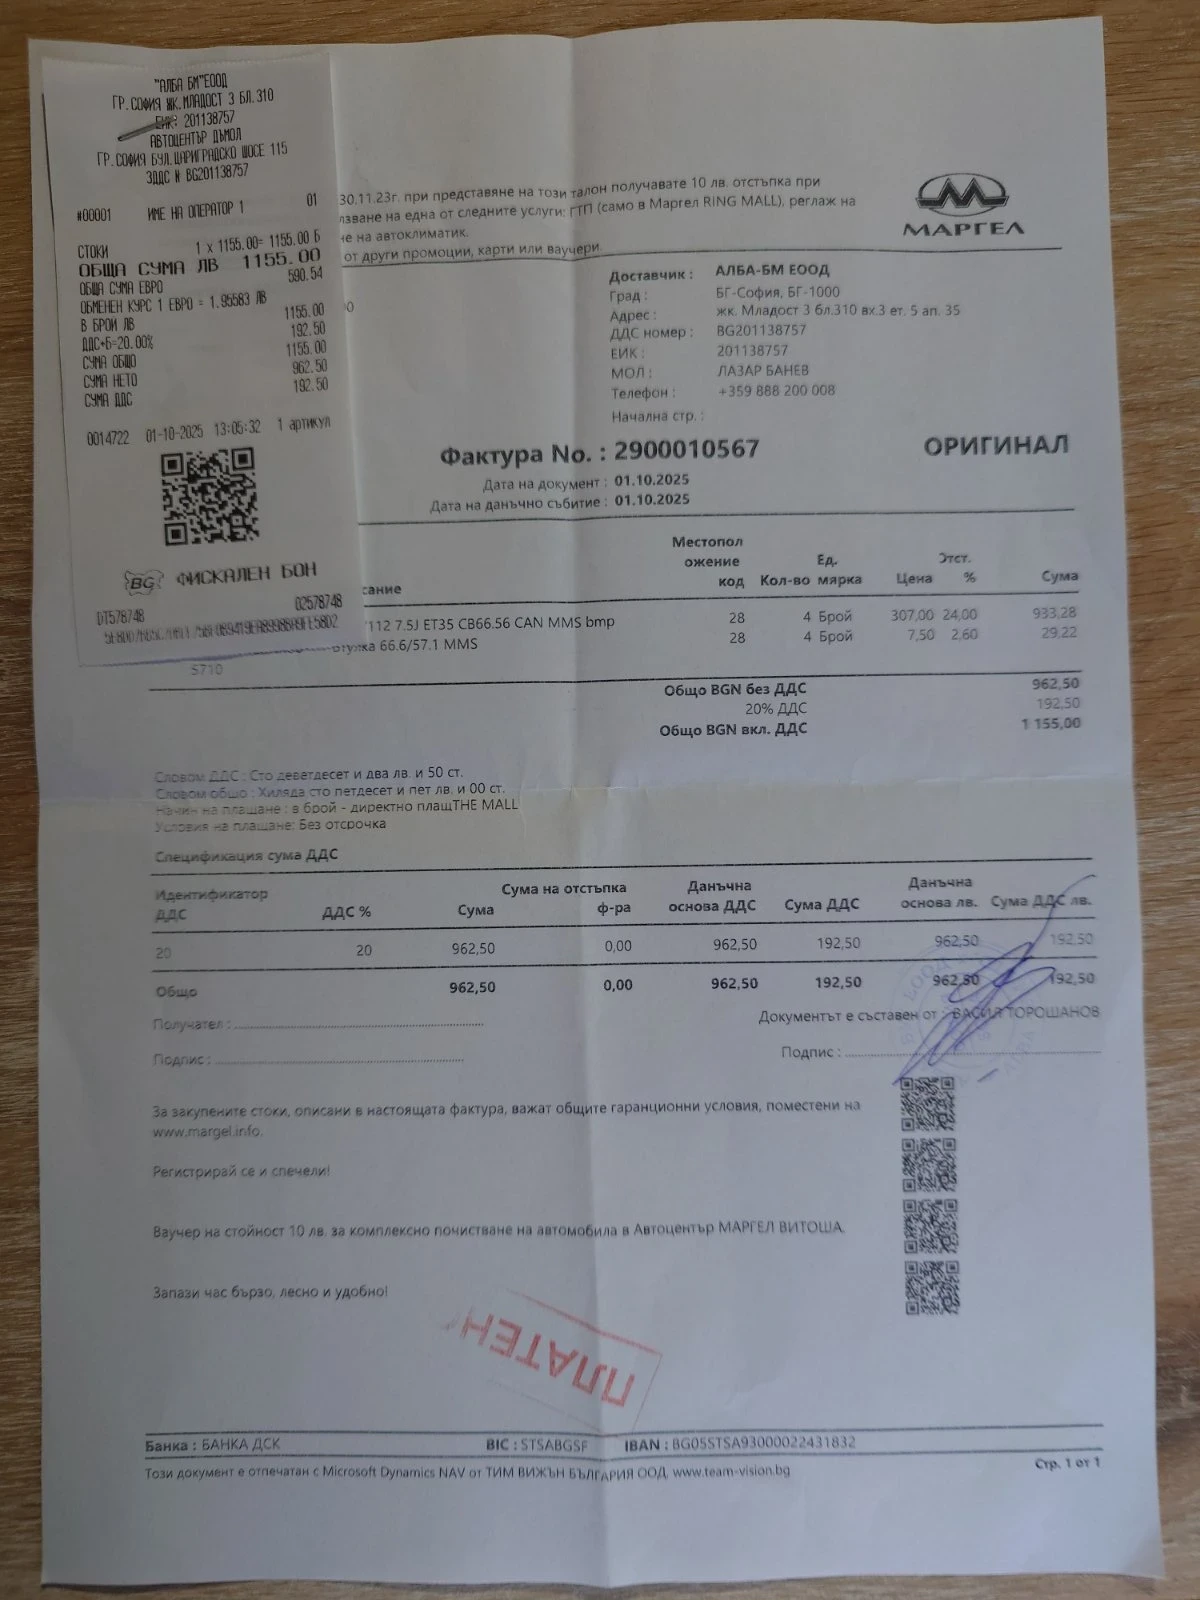 "АЛБА БМ"ЕООД
ГР.СОФИЯ ЖК.МЛАДОСТ 3 БЛ.310
ЕИК: 201138757
АВТОЦЕНТЪР ДЪМОЛ
ГР.СОФИЯ БУЛ.ЦАРИГРАДСКО ШОСЕ 115
ЗДДС N BG201138757
#00001 ИМЕ НА ОПЕРАТОР 1 01
СТОКИ 1 x 1155.00= 1155.00 Б
ОБЩА СУМА ЛВ 1155.00
ОБЩА СУМА ЕВРО 590.54
ОБМЕНЕН КУРС 1 ЕВРО = 1.95583 ЛВ
В БРОЙ ЛВ 1155.00
ДДС*Б=20.00% 192.50
СУМА ОБЩО 1155.00
СУМА НЕТО 962.50
СУМА ДДС 192.50
0014722 01-10-2025 13:05:32 1 артикул
BG ФИСКАЛЕН БОН
DT578748 02578748
30.11.23г. при представяне на този талон получавате 10 лв. отстъпка при
лзване на една от следните услуги: ГТП (само в Маргел RING MALL), реглаж на
не на автоклиматик.
от други промоции, карти или ваучери.
МАРГЕЛ
Доставчик : АЛБА-БМ ЕООД
Град : БГ-София, БГ-1000
Адрес : жк. Младост 3 бл.310 вх.3 ет. 5 ап. 35
ДДС номер : BG201138757
ЕИК : 201138757
МОЛ : ЛАЗАР БАНЕВ
Телефон : +359 888 200 008
Начална стр. :
Фактура No. : 2900010567 ОРИГИНАЛ
Дата на документ : 01.10.2025
Дата на данъчно събитие : 01.10.2025
сание Местоположение код Кол-во Ед. мярка Цена Отст. % Сума
/112 7.5J ET35 CB66.56 CAN MMS bmp 28 4 Брой 307,00 24,00 933,28
втулка 66.6/57.1 MMS 28 4 Брой 7,50 2,60 29,22
5710
Общо BGN без ДДС 962,50
20% ДДС 192,50
Общо BGN вкл. ДДС 1 155,00
Словом ДДС : Сто деветдесет и два лв. и 50 ст.
Словом общо : Хиляда сто петдесет и пет лв. и 00 ст.
Начин на плащане : в брой - директно плащTHE MALL
Условия на плащане: Без отсрочка
Спецификация сума ДДС
Идентификатор ДДС ДДС % Сума Сума на отстъпка ф-ра Данъчна основа ДДС Сума ДДС Данъчна основа лв. Сума ДДС лв.
20 20 962,50 0,00 962,50 192,50 962,50 192,50
Общо 962,50 0,00 962,50 192,50 962,50 192,50
Получател : Документът е съставен от : ВАСИЛ ТОРОШАНОВ
Подпис : Подпис :
За закупените стоки, описани в настоящата фактура, важат общите гаранционни условия, поместени на
www.margel.info.
Регистрирай се и спечели!
Ваучер на стойност 10 лв. за комплексно почистване на автомобила в Автоцентър МАРГЕЛ ВИТОША.
Запази час бързо, лесно и удобно!
ПЛАТЕН
Банка : БАНКА ДСК BIC : STSABGSF IBAN : BG05STSA93000022431832
Този документ е отпечатан с Microsoft Dynamics NAV от ТИМ ВИЖЪН БЪЛГАРИЯ ООД, www.team-vision.bg Стр. 1 от 1